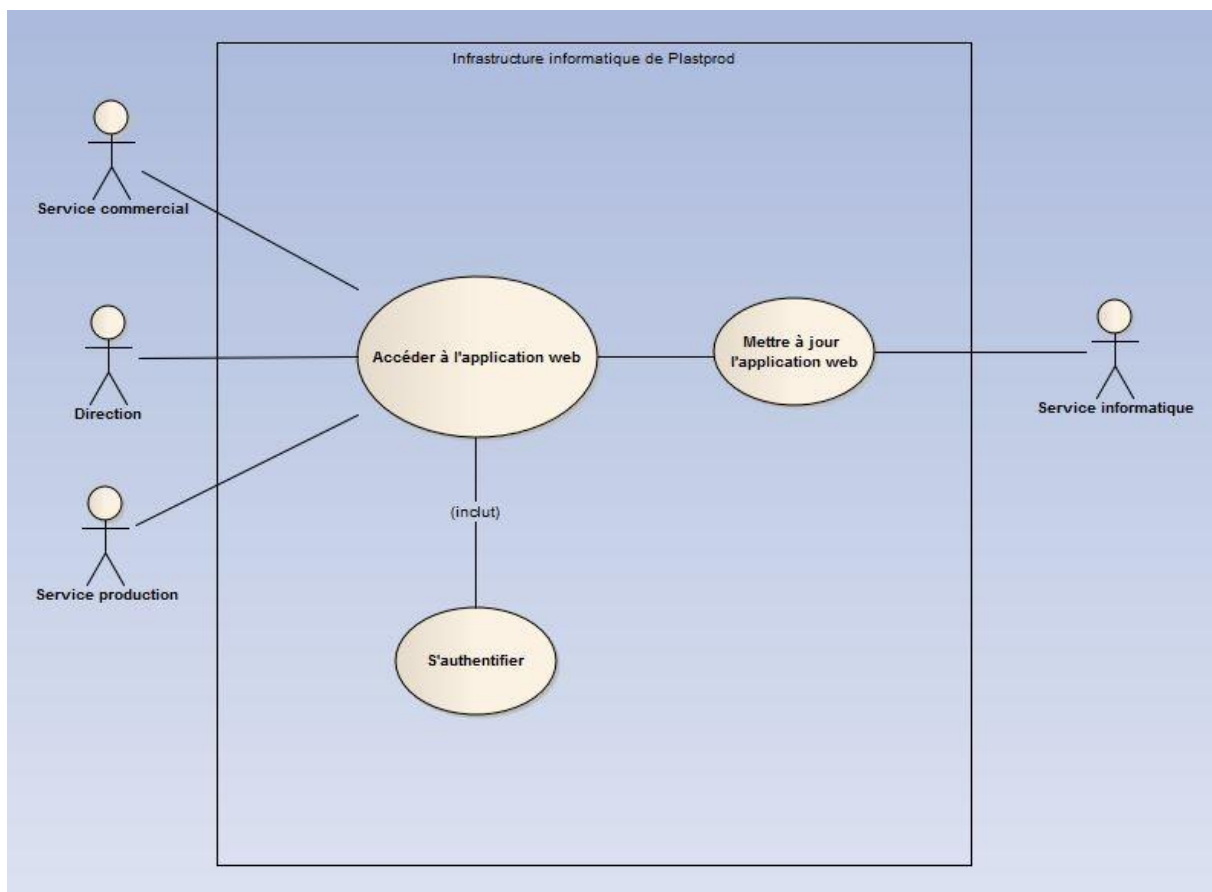 Infrastructure informatique de Plastprod
Service commercial
Direction
Service production
Accéder à l'application web
Mettre à jour
l'application web
Service informatique
(inclut)
S'authentifier